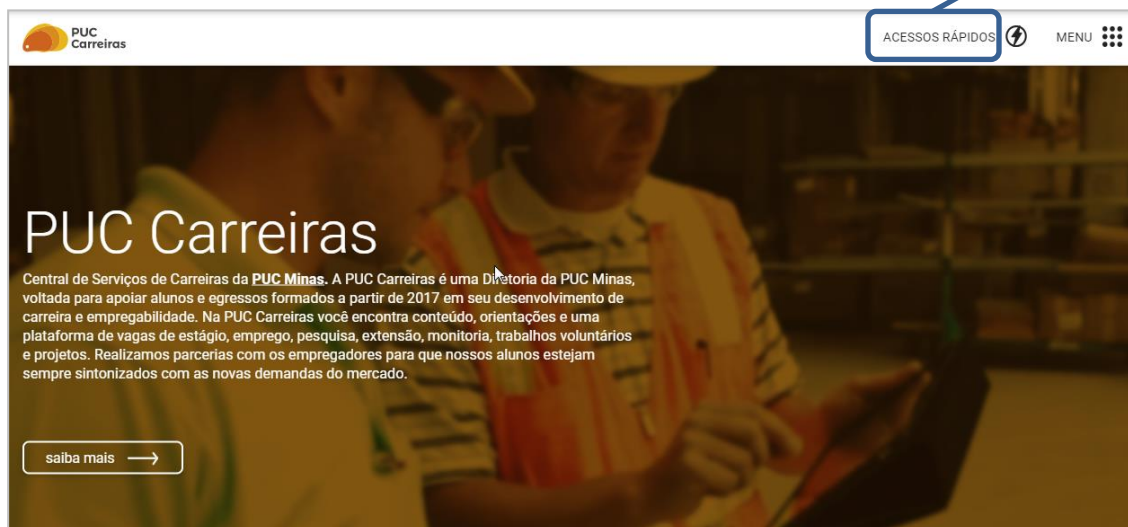 PUC
Carreiras
ACESSOS RÁPIDOS
MENU
PUC Carreiras
Central de Serviços de Carreiras da PUC Minas. A PUC Carreiras é uma Diretoria da PUC Minas,
voltada para apoiar alunos e egressos formados a partir de 2017 em seu desenvolvimento de
carreira e empregabilidade. Na PUC Carreiras você encontra conteúdo, orientações e uma
plataforma de vagas de estágio, emprego, pesquisa, extensão, monitoria, trabalhos voluntários
e projetos. Realizamos parcerias com os empregadores para que nossos alunos estejam
sempre sintonizados com as novas demandas do mercado.
saiba mais